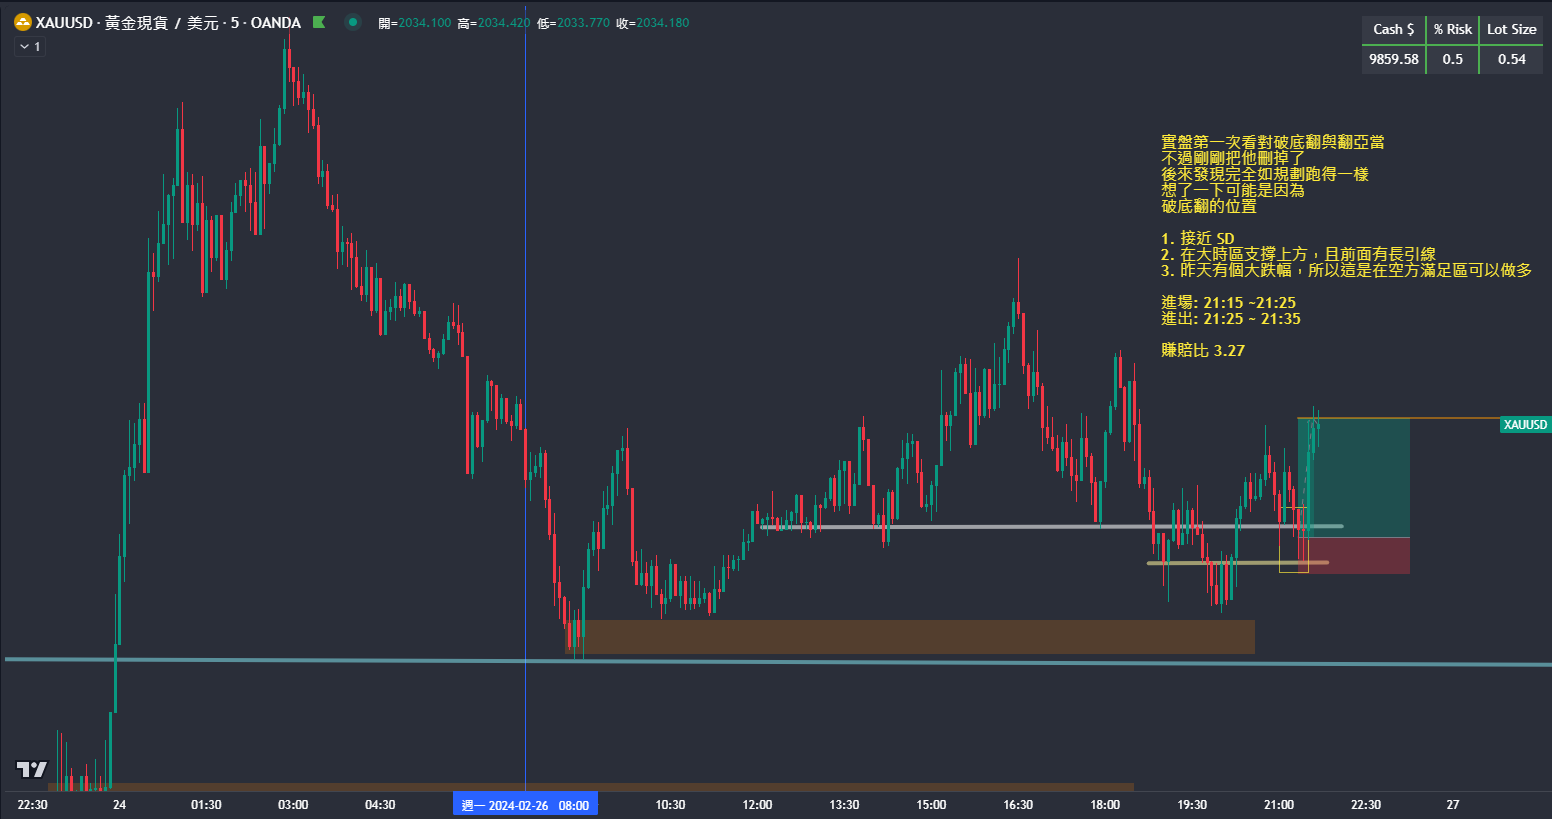 XAUUSD · 黃金現貨 / 美元 · 5 · OANDA 開=2034.100 高=2034.420 低=2033.770 收=2034.180
1
Cash $ % Risk Lot Size
9859.58 0.5 0.54
實盤第一次看對破底翻與翻亞當
不過剛剛把他刪掉了
後來發現完全如規劃跑得一樣
想了一下可能是因為
破底翻的位置
1. 接近 SD
2. 在大時區支撐上方，且前面有長引線
3. 昨天有個大跌幅，所以這是在空方滿足區可以做多
進場: 21:15 ~21:25
進出: 21:25 ~ 21:35
賺賠比 3.27
XAUUSD
22:30 24 01:30 03:00 04:30 週一 2024-02-26 08:00 10:30 12:00 13:30 15:00 16:30 18:00 19:30 21:00 22:30 27